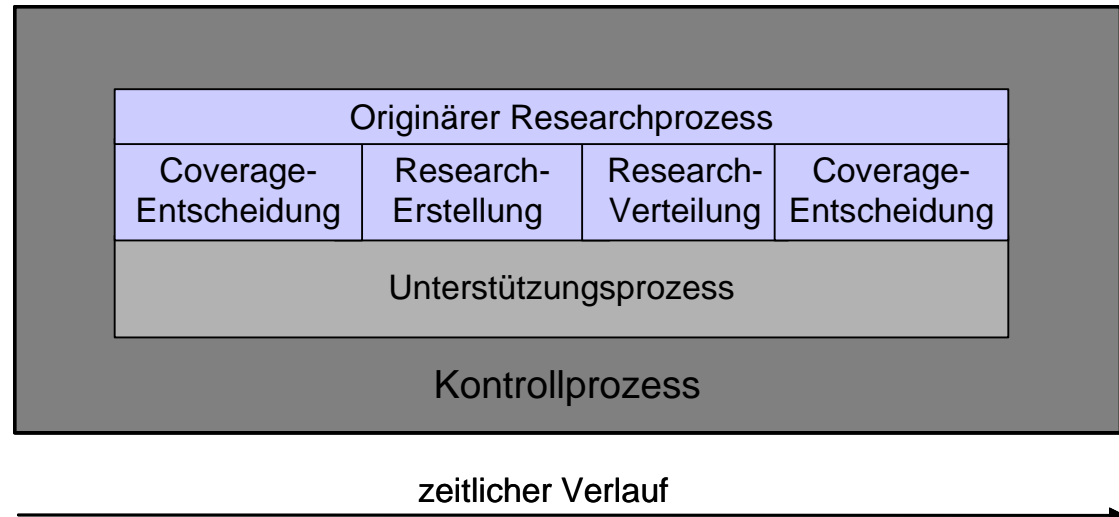 Originärer Researchprozess
Coverage- Research- Research- Coverage-
Entscheidung Erstellung Verteilung Entscheidung
Unterstützungsprozess
Kontrollprozess
zeitlicher Verlauf